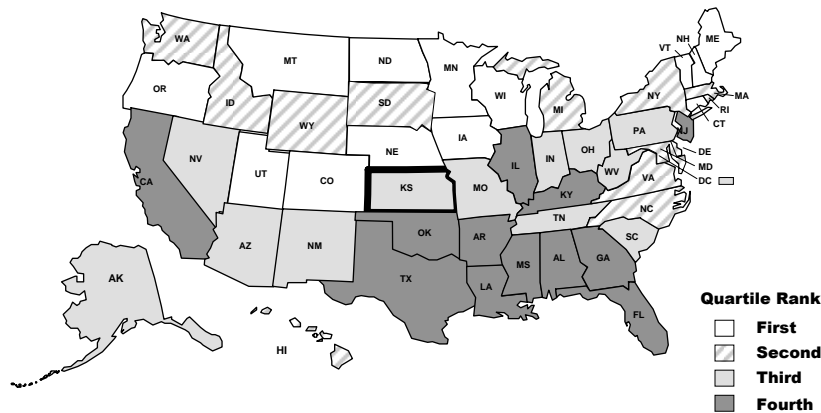 WA
MT
ND
MN
OR
ID
SD
WY
WI
MI
NY
VT
NH
ME
MA
RI
CT
NV
UT
CO
NE
IA
IL
IN
OH
PA
NJ
DE
MD
DC
CA
KS
MO
KY
WV
VA
NC
TN
SC
AZ
NM
OK
AR
TX
LA
MS
AL
GA
FL
AK
HI
Quartile Rank
First
Second
Third
Fourth